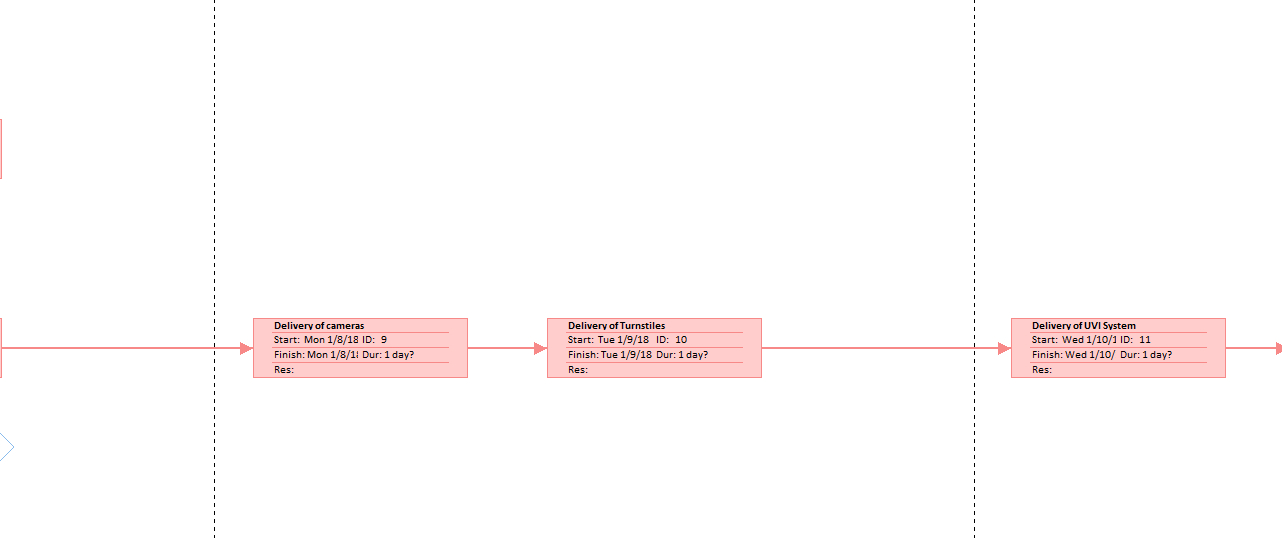 Delivery of cameras
Start: Mon 1/8/18 ID: 9
Finish: Mon 1/8/1 Dur: 1 day?
Res:
Delivery of Turnstiles
Start: Tue 1/9/18 ID: 10
Finish: Tue 1/9/18 Dur: 1 day?
Res:
Delivery of UVI System
Start: Wed 1/10/1 ID: 11
Finish: Wed 1/10/ Dur: 1 day?
Res: